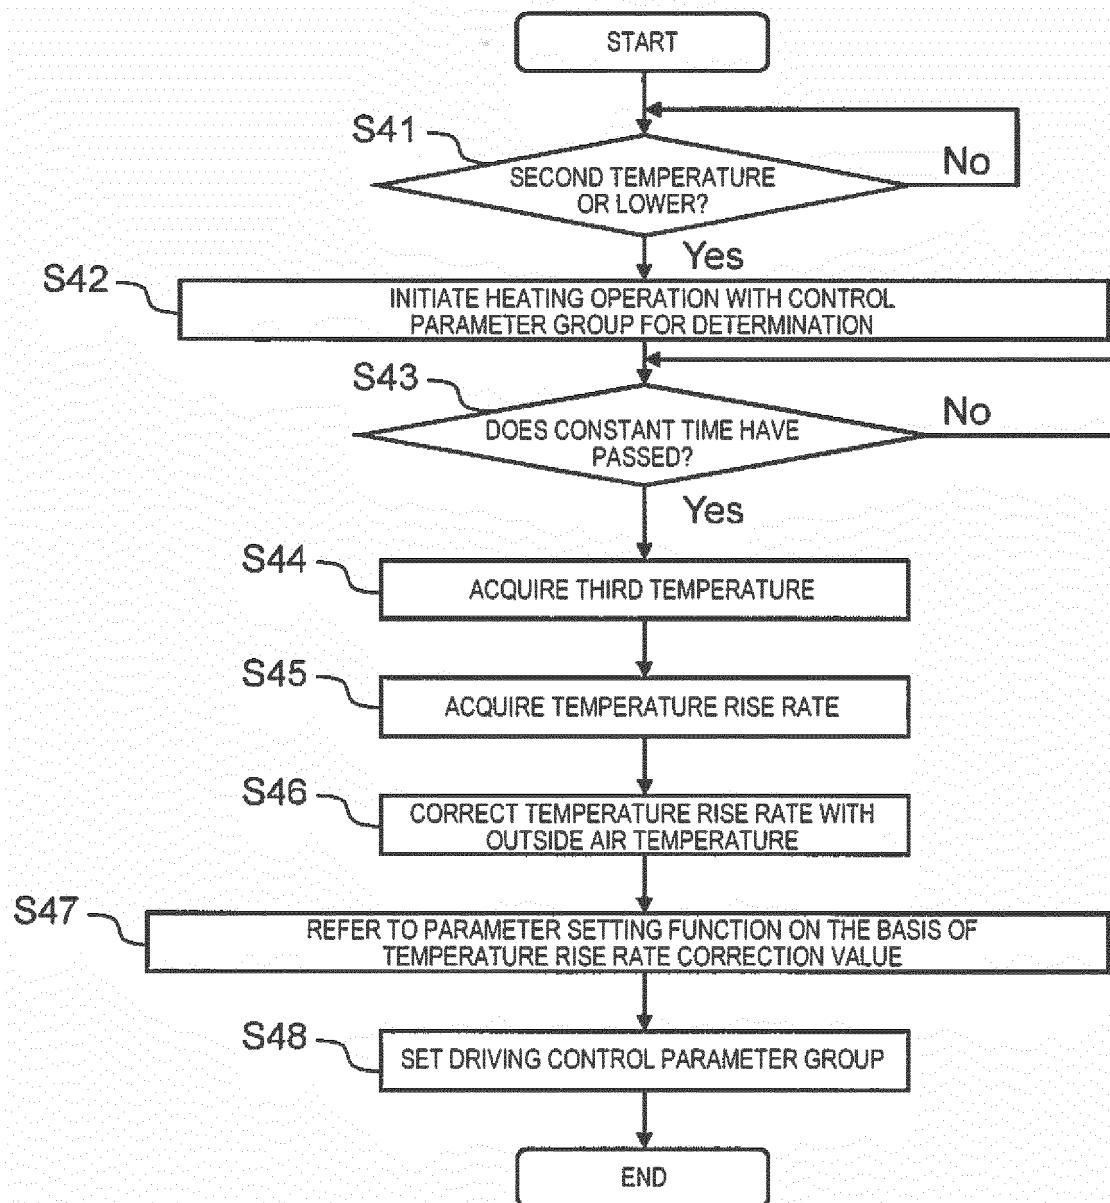 START
S41
SECOND TEMPERATURE
OR LOWER?
No
Yes
S42
INITIATE HEATING OPERATION WITH CONTROL
PARAMETER GROUP FOR DETERMINATION
S43
DOES CONSTANT TIME HAVE
PASSED?
No
Yes
S44
ACQUIRE THIRD TEMPERATURE
S45
ACQUIRE TEMPERATURE RISE RATE
S46
CORRECT TEMPERATURE RISE RATE WITH
OUTSIDE AIR TEMPERATURE
S47
REFER TO PARAMETER SETTING FUNCTION ON THE BASIS OF
TEMPERATURE RISE RATE CORRECTION VALUE
S48
SET DRIVING CONTROL PARAMETER GROUP
END